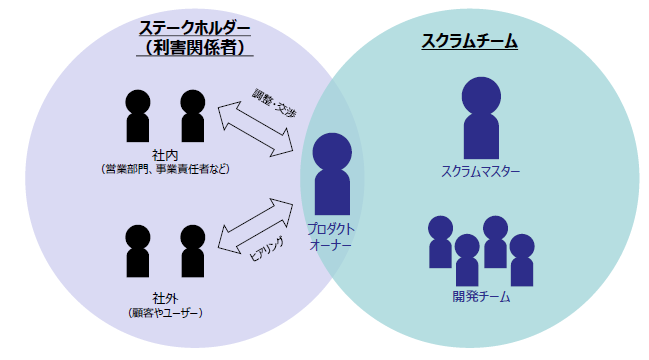 ステークホルダー
（利害関係者）
スクラムチーム
調整・交渉
社内
（営業部門、事業責任者など）
スクラムマスター
プロダクト
オーナー
ヒアリング
社外
（顧客やユーザー）
開発チーム